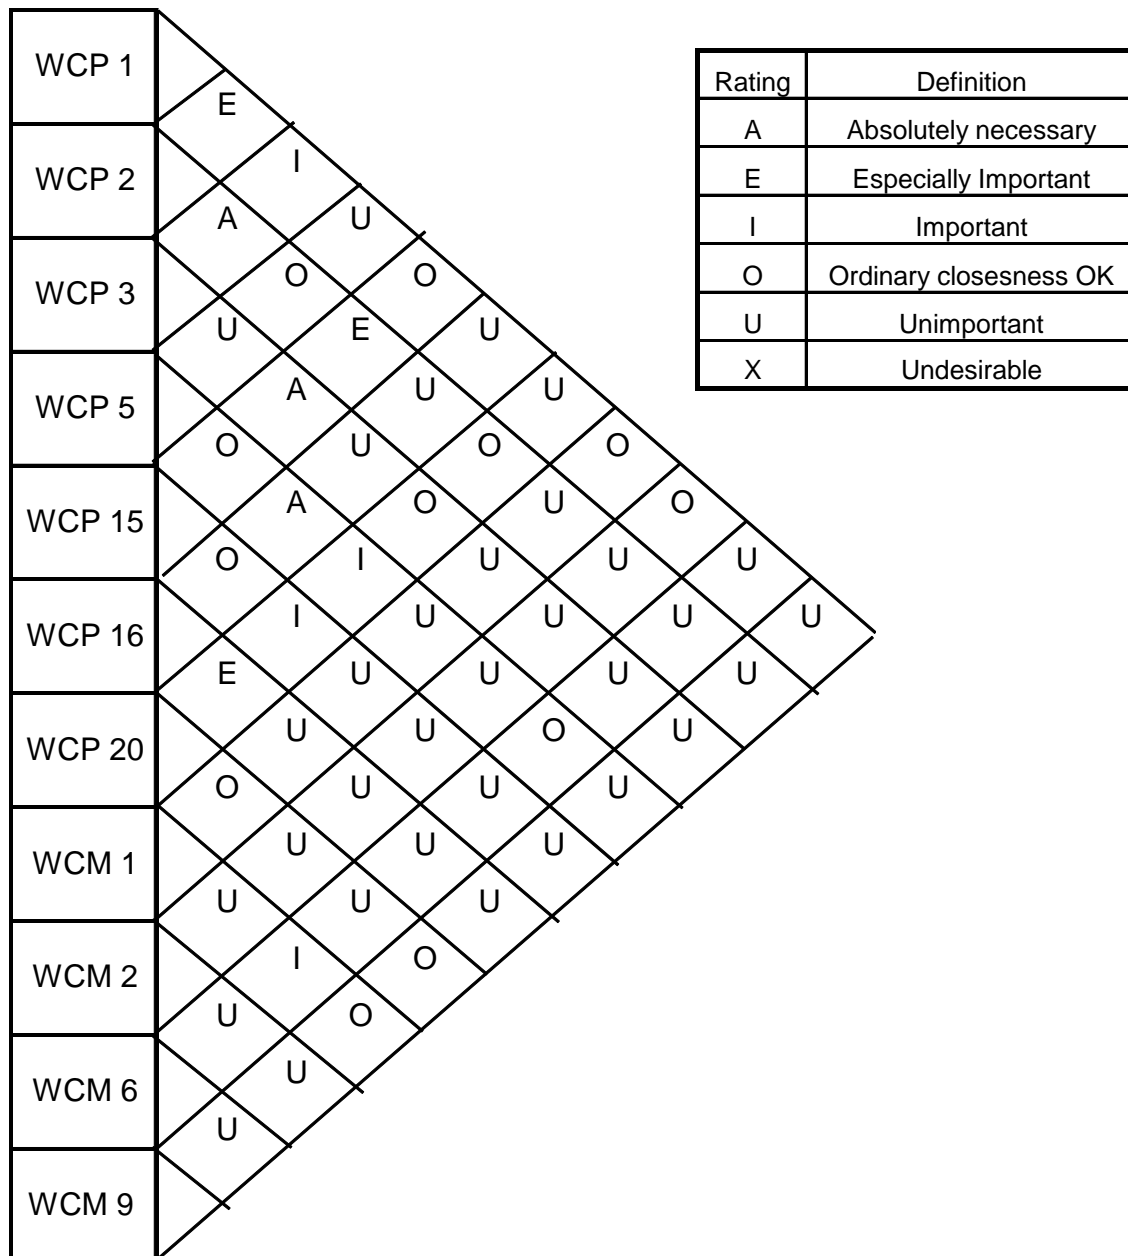 WCP 1
E
I
WCP 2
A U
O O
WCP 3
U E U
A U U
WCP 5
O U O O
A O U O
WCP 15
O I U U U
I U U U U
WCP 16
E U U U U
U U O U
WCP 20
O U U U
U U U
WCM 1
U U U
I O
WCM 2
U O
U
WCM 6
U
WCM 9
Rating Definition
A Absolutely necessary
E Especially Important
I Important
O Ordinary closesness OK
U Unimportant
X Undesirable